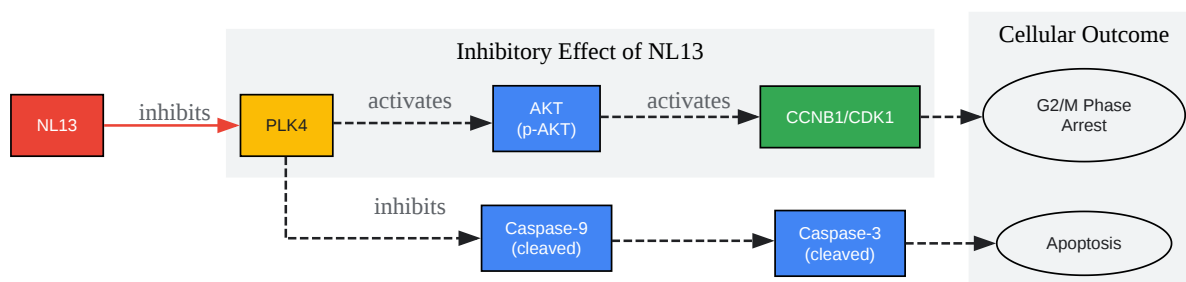 Inhibitory Effect of NL13
Cellular Outcome
NL13
inhibits
PLK4
activates
AKT
(p-AKT)
activates
CCNB1/CDK1
G2/M Phase
Arrest
inhibits
Caspase-9
(cleaved)
Caspase-3
(cleaved)
Apoptosis